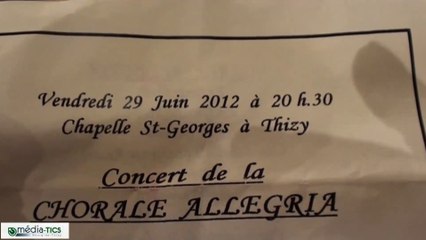 Vendredi 29 Juin 2012 à 20 h.30
Chapelle St-Georges à Thizy
Concert de la
CHORALE ALLEGRIA
média-TICS